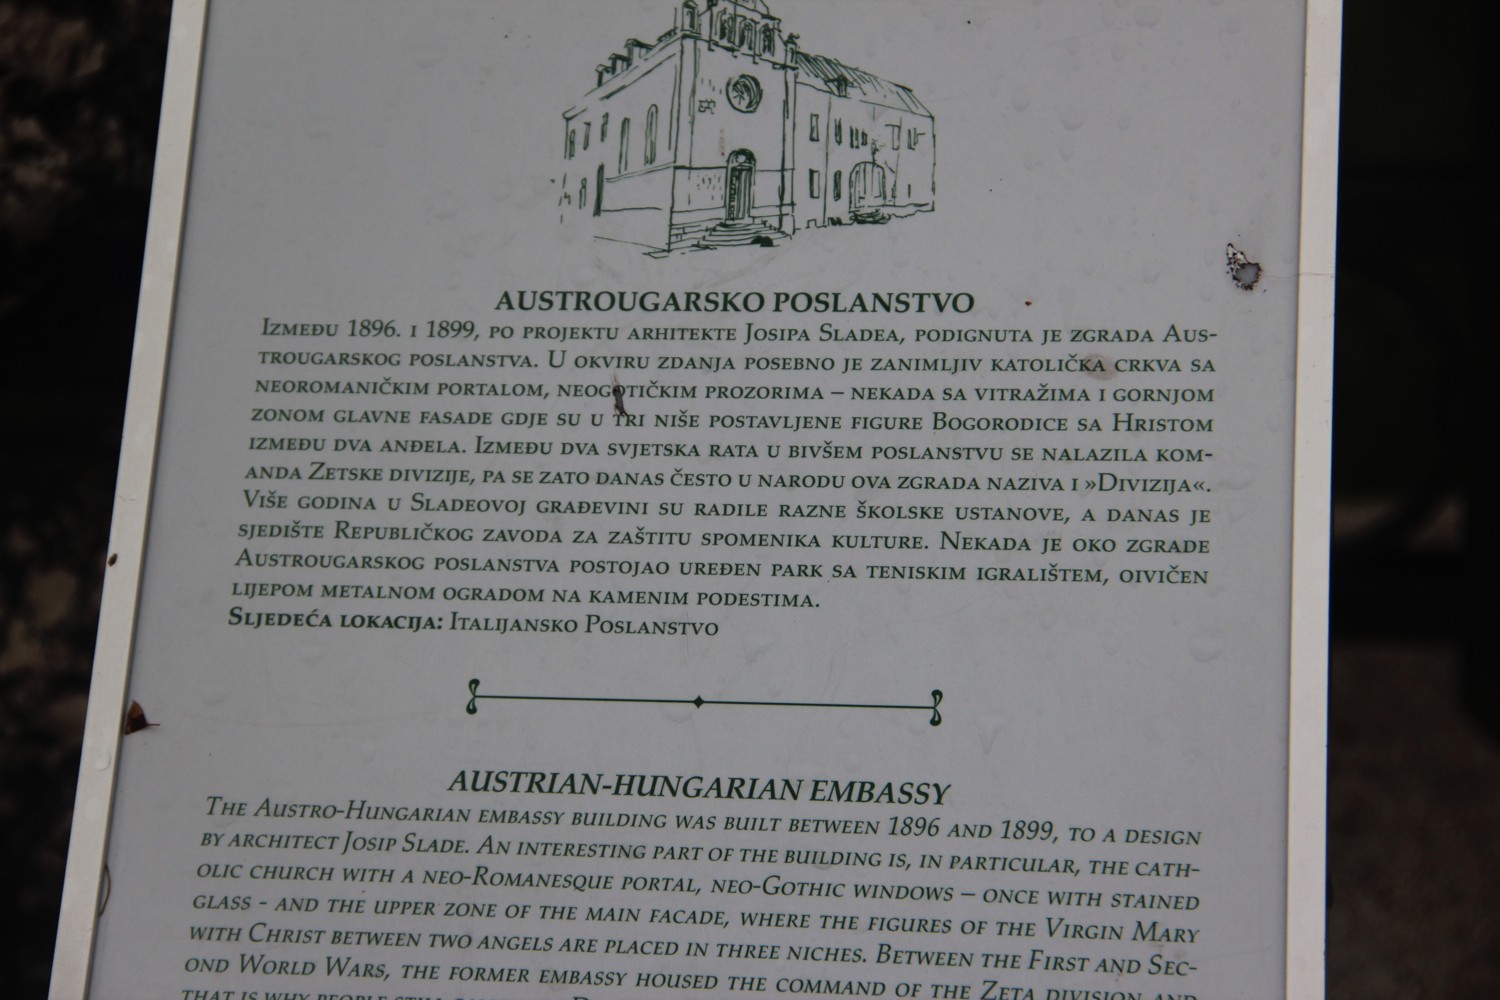 AUSTROUGARSKO POSLANSTVO
Između 1896. i 1899, po projektu arhitekte Josipa Sladea, podignuta je zgrada Aus-
trougarskog poslanstva. U okviru zdanja posebno je zanimljiv katolička crkva sa
neoromaničkim portalom, neogotičkim prozorima – nekada sa vitražima i gornjom
zonom glavne fasade gdje su u tri niše postavljene figure Bogorodice sa Hristom
između dva anđela. Između dva svjetska rata u bivšem poslanstvu se nalazila kom-
anda Zetske divizije, pa se zato danas često u narodu ova zgrada naziva i »Divizija«.
Više godina u Sladeovoj građevini su radile razne školske ustanove, a danas je
sjedište Republičkog zavoda za zaštitu spomenika kulture. Nekada je oko zgrade
Austrougarskog poslanstva postojao uređen park sa teniskim igralištem, oivičen
lijepom metalnom ogradom na kamenim podestima.
Sljedeća lokacija: Italijansko Poslanstvo
AUSTRIAN-HUNGARIAN EMBASSY
The Austro-Hungarian embassy building was built between 1896 and 1899, to a design
by architect Josip Slade. An interesting part of the building is, in particular, the cath-
olic church with a neo-Romanesque portal, neo-Gothic windows – once with stained
glass - and the upper zone of the main facade, where the figures of the Virgin Mary
with Christ between two angels are placed in three niches. Between the First and Sec-
ond World Wars, the former embassy housed the command of the Zeta division and
that is why people still